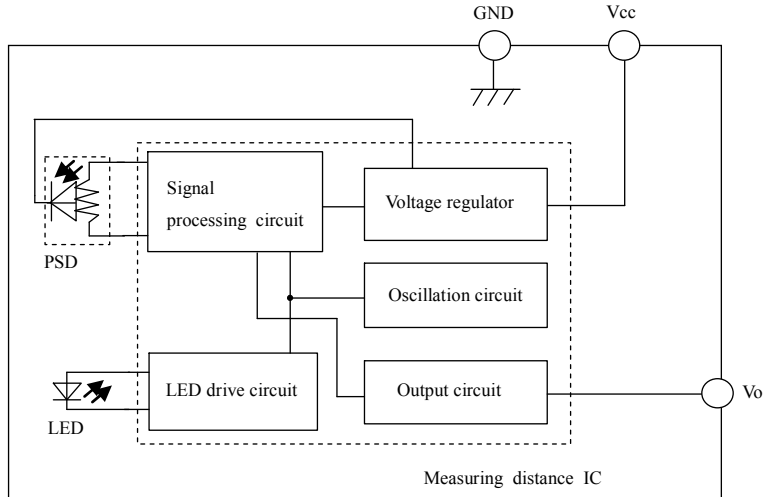 GND
Vcc
Signal
processing circuit
Voltage regulator
PSD
Oscillation circuit
LED drive circuit
Output circuit
Vo
LED
Measuring distance IC